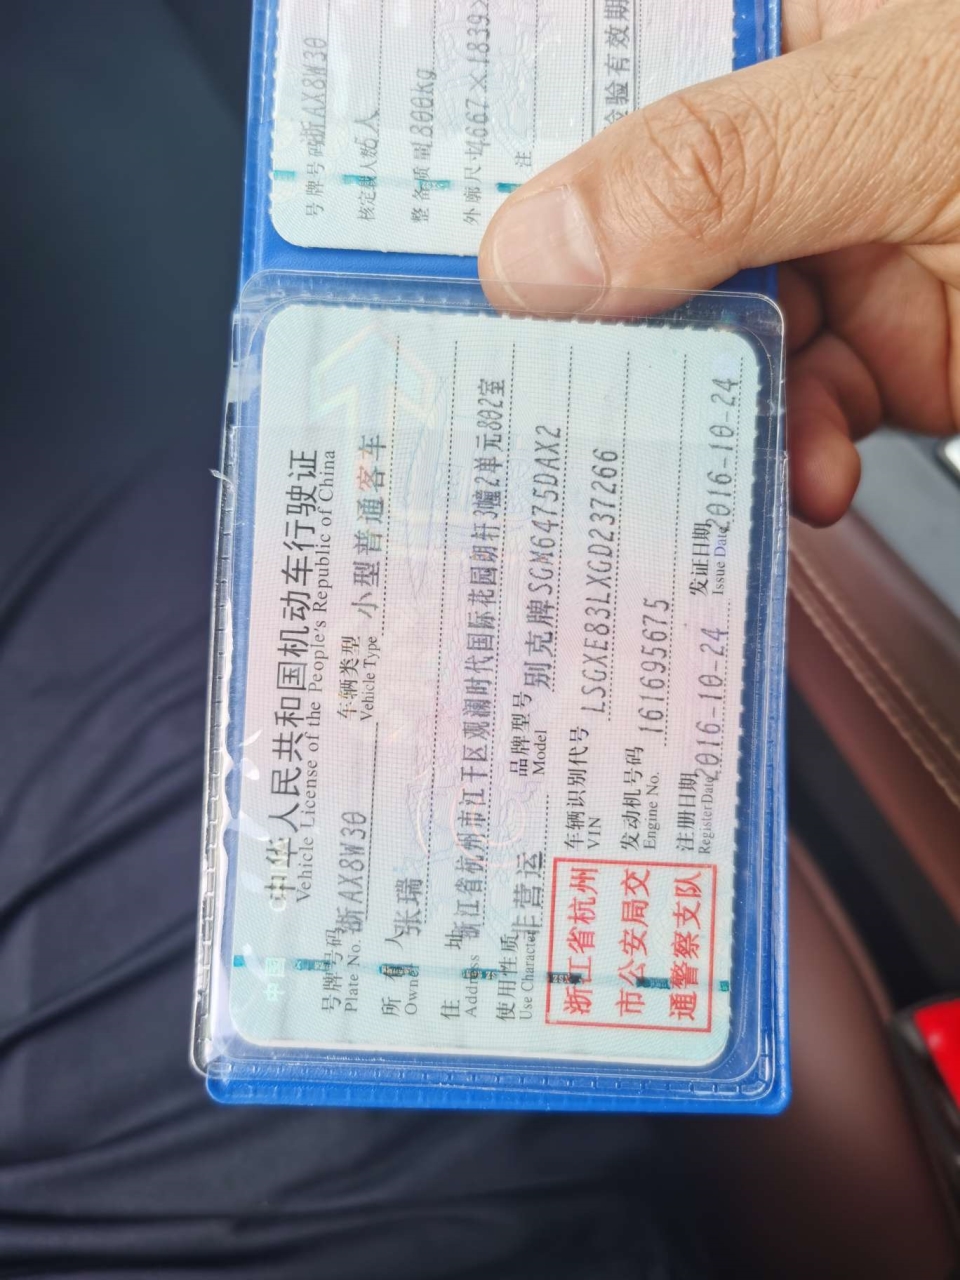 中华人民共和国机动车行驶证
Vehicle License of the People's Republic of China
号牌号码 浙AX8W30 车辆类型 小型普通客车
Plate No. Vehicle Type
所有人 张瑞
Owner
住址 浙江省杭州市江干区观澜时代国际花园朗轩3幢2单元802室
Address
使用性质 非营运 品牌型号 别克牌SGM6475DAX2
Use Character Model
浙江省杭州
市公安局交
通警察支队
车辆识别代号 LSGXE83LXGD237266
VIN
发动机号码 161695675
Engine No.
注册日期 2016-10-24 发证日期 2016-10-24
Register Date Issue Date
号牌号码 浙AX8W30
核定载人数 5人
整备质量 1800kg
外廓尺寸 4667×1839×
注
检验有效期